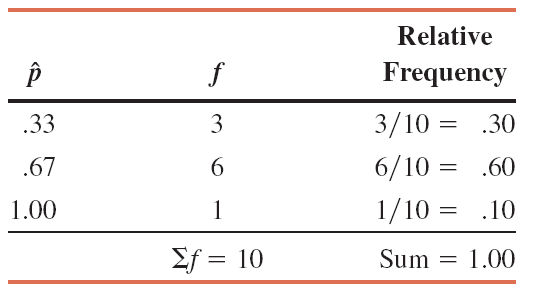 Relative
p̂ f Frequency
.33 3 3/10 = .30
.67 6 6/10 = .60
1.00 1 1/10 = .10
Σf = 10 Sum = 1.00